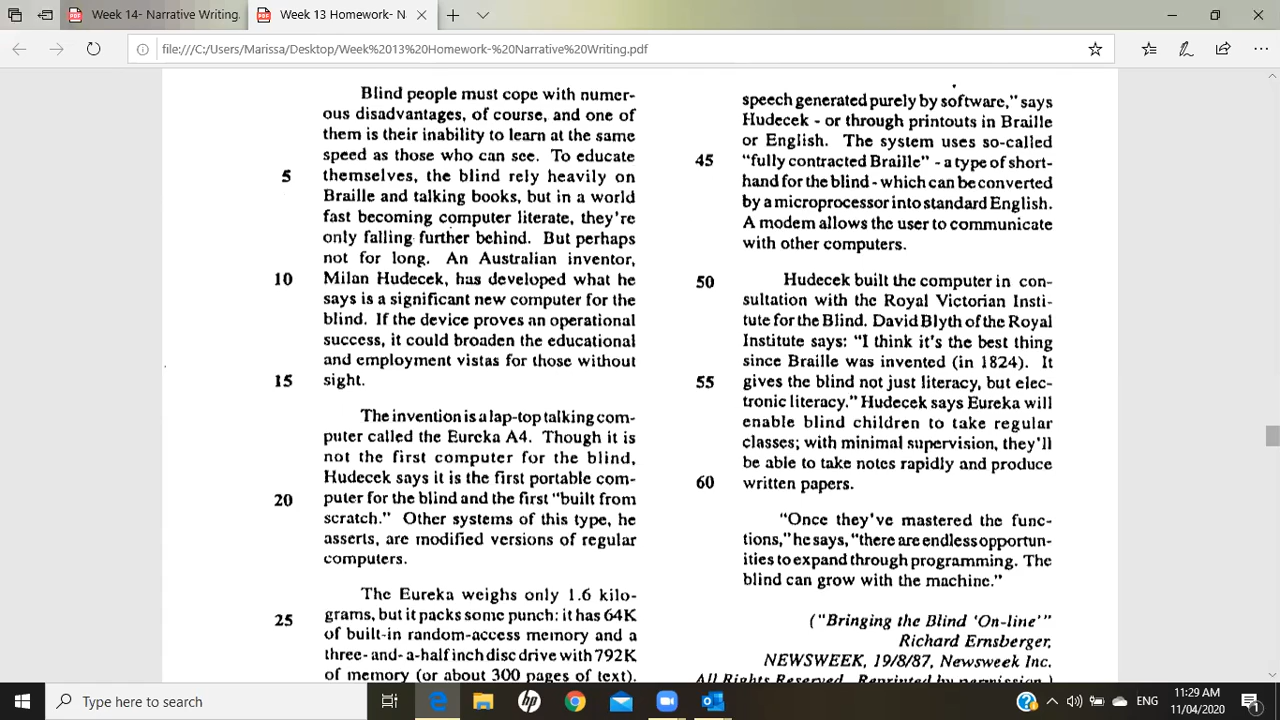 Week 14- Narrative Writing.
Week 13 Homework- N
file:///C:/Users/Marissa/Desktop/Week%2013%20Homework-%20Narrative%20Writing.pdf
Blind people must cope with numer-
ous disadvantages, of course, and one of
them is their inability to learn at the same
speed as those who can see. To educate
5 themselves, the blind rely heavily on
Braille and talking books, but in a world
fast becoming computer literate, they're
only falling further behind. But perhaps
not for long. An Australian inventor,
10 Milan Hudecek, has developed what he
says is a significant new computer for the
blind. If the device proves an operational
success, it could broaden the educational
and employment vistas for those without
15 sight.
The invention is a lap-top talking com-
puter called the Eureka A4. Though it is
not the first computer for the blind,
Hudecek says it is the first portable com-
20 puter for the blind and the first "built from
scratch." Other systems of this type, he
asserts, are modified versions of regular
computers.
The Eureka weighs only 1.6 kilo-
25 grams, but it packs some punch: it has 64K
of built-in random-access memory and a
three- and- a-half inch disc drive with 792K
of memory (or about 300 pages of text).
speech generated purely by software," says
Hudecek - or through printouts in Braille
or English. The system uses so-called
45 "fully contracted Braille" - a type of short-
hand for the blind - which can be converted
by a microprocessor into standard English.
A modem allows the user to communicate
with other computers.
50 Hudecek built the computer in con-
sultation with the Royal Victorian Insti-
tute for the Blind. David Blyth of the Royal
Institute says: "I think it's the best thing
since Braille was invented (in 1824). It
55 gives the blind not just literacy, but elec-
tronic literacy." Hudecek says Eureka will
enable blind children to take regular
classes; with minimal supervision, they'll
be able to take notes rapidly and produce
60 written papers.
"Once they've mastered the func-
tions," he says, "there are endless opportun-
ities to expand through programming. The
blind can grow with the machine."
("Bringing the Blind 'On-line'"
Richard Ernsberger,
NEWSWEEK, 19/8/87, Newsweek Inc.
All Rights Reserved. Reprinted by permission.)
Type here to search
hp
ENG
11:29 AM
11/04/2020